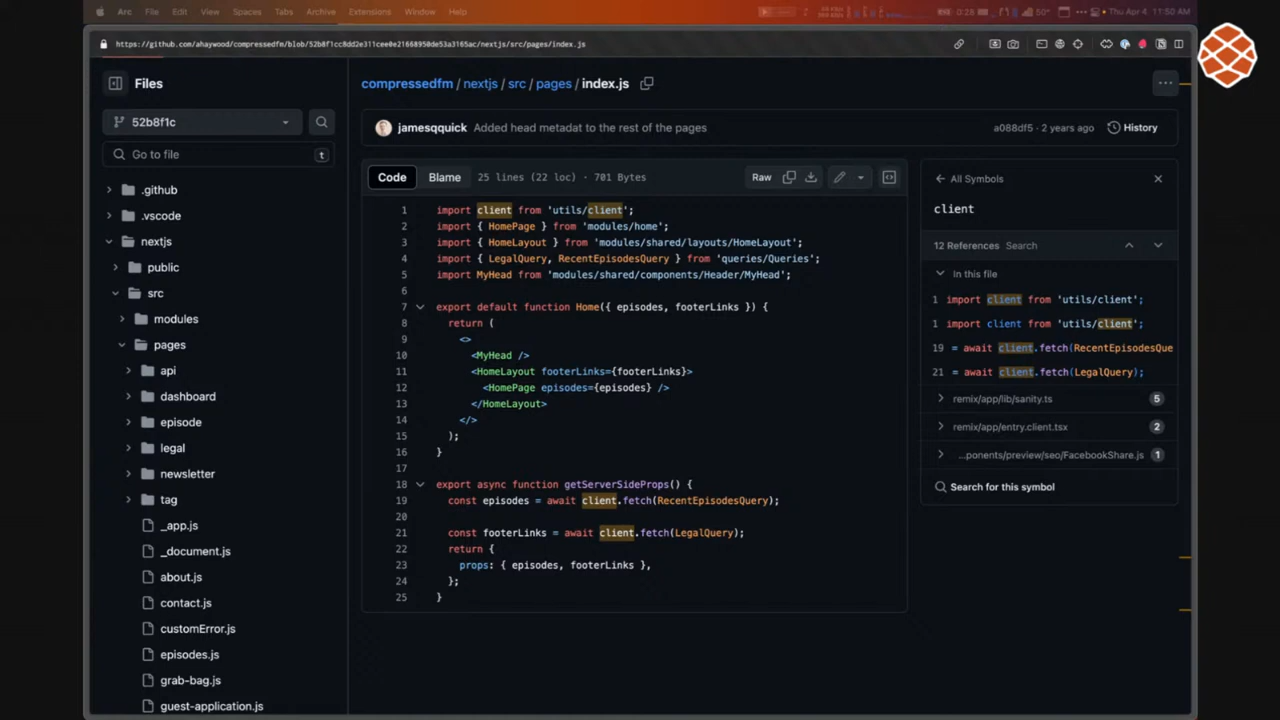 Arc File Edit View Spaces Tabs Archive Extensions Window Help
0:28 50° Thu Apr 4 11:50 AM
https://github.com/ahaywood/compressedfm/blob/52b8f1cc8dd2e311cee0e21668950de53a3165ac/nextjs/src/pages/index.js
Files
52b8f1c
Go to file t
.github
.vscode
nextjs
public
src
modules
pages
api
dashboard
episode
legal
newsletter
tag
_app.js
_document.js
about.js
contact.js
customError.js
episodes.js
grab-bag.js
guest-application.js
compressedfm / nextjs / src / pages / index.js
jamesqquick Added head metadat to the rest of the pages a088df5 · 2 years ago History
Code Blame 25 lines (22 loc) · 701 Bytes Raw
1 import client from 'utils/client';
2 import { HomePage } from 'modules/home';
3 import { HomeLayout } from 'modules/shared/layouts/HomeLayout';
4 import { LegalQuery, RecentEpisodesQuery } from 'queries/Queries';
5 import MyHead from 'modules/shared/components/Header/MyHead';
6
7 export default function Home({ episodes, footerLinks }) {
8 return (
9 <>
10 <MyHead />
11 <HomeLayout footerLinks={footerLinks}>
12 <HomePage episodes={episodes} />
13 </HomeLayout>
14 </>
15 );
16 }
17
18 export async function getServerSideProps() {
19 const episodes = await client.fetch(RecentEpisodesQuery);
20
21 const footerLinks = await client.fetch(LegalQuery);
22 return {
23 props: { episodes, footerLinks },
24 };
25 }
All Symbols
client
12 References Search
In this file
1 import client from 'utils/client';
1 import client from 'utils/client';
19 = await client.fetch(RecentEpisodesQue
21 = await client.fetch(LegalQuery);
remix/app/lib/sanity.ts 5
remix/app/entry.client.tsx 2
...ponents/preview/seo/FacebookShare.js 1
Search for this symbol